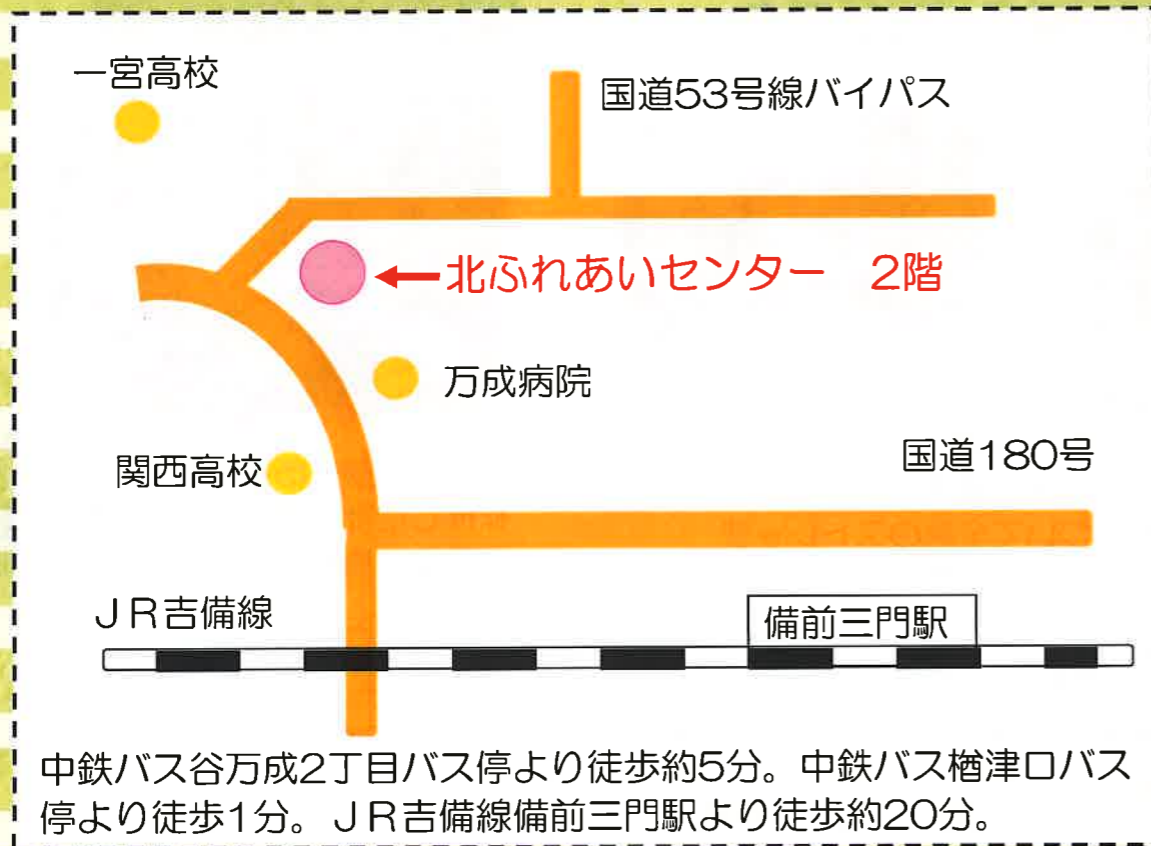 一宮高校
国道53号線バイパス
←北ふれあいセンター　2階
万成病院
関西高校
国道180号
ＪＲ吉備線
備前三門駅
中鉄バス谷万成2丁目バス停より徒歩約5分。中鉄バス楢津口バス
停より徒歩1分。ＪＲ吉備線備前三門駅より徒歩約20分。